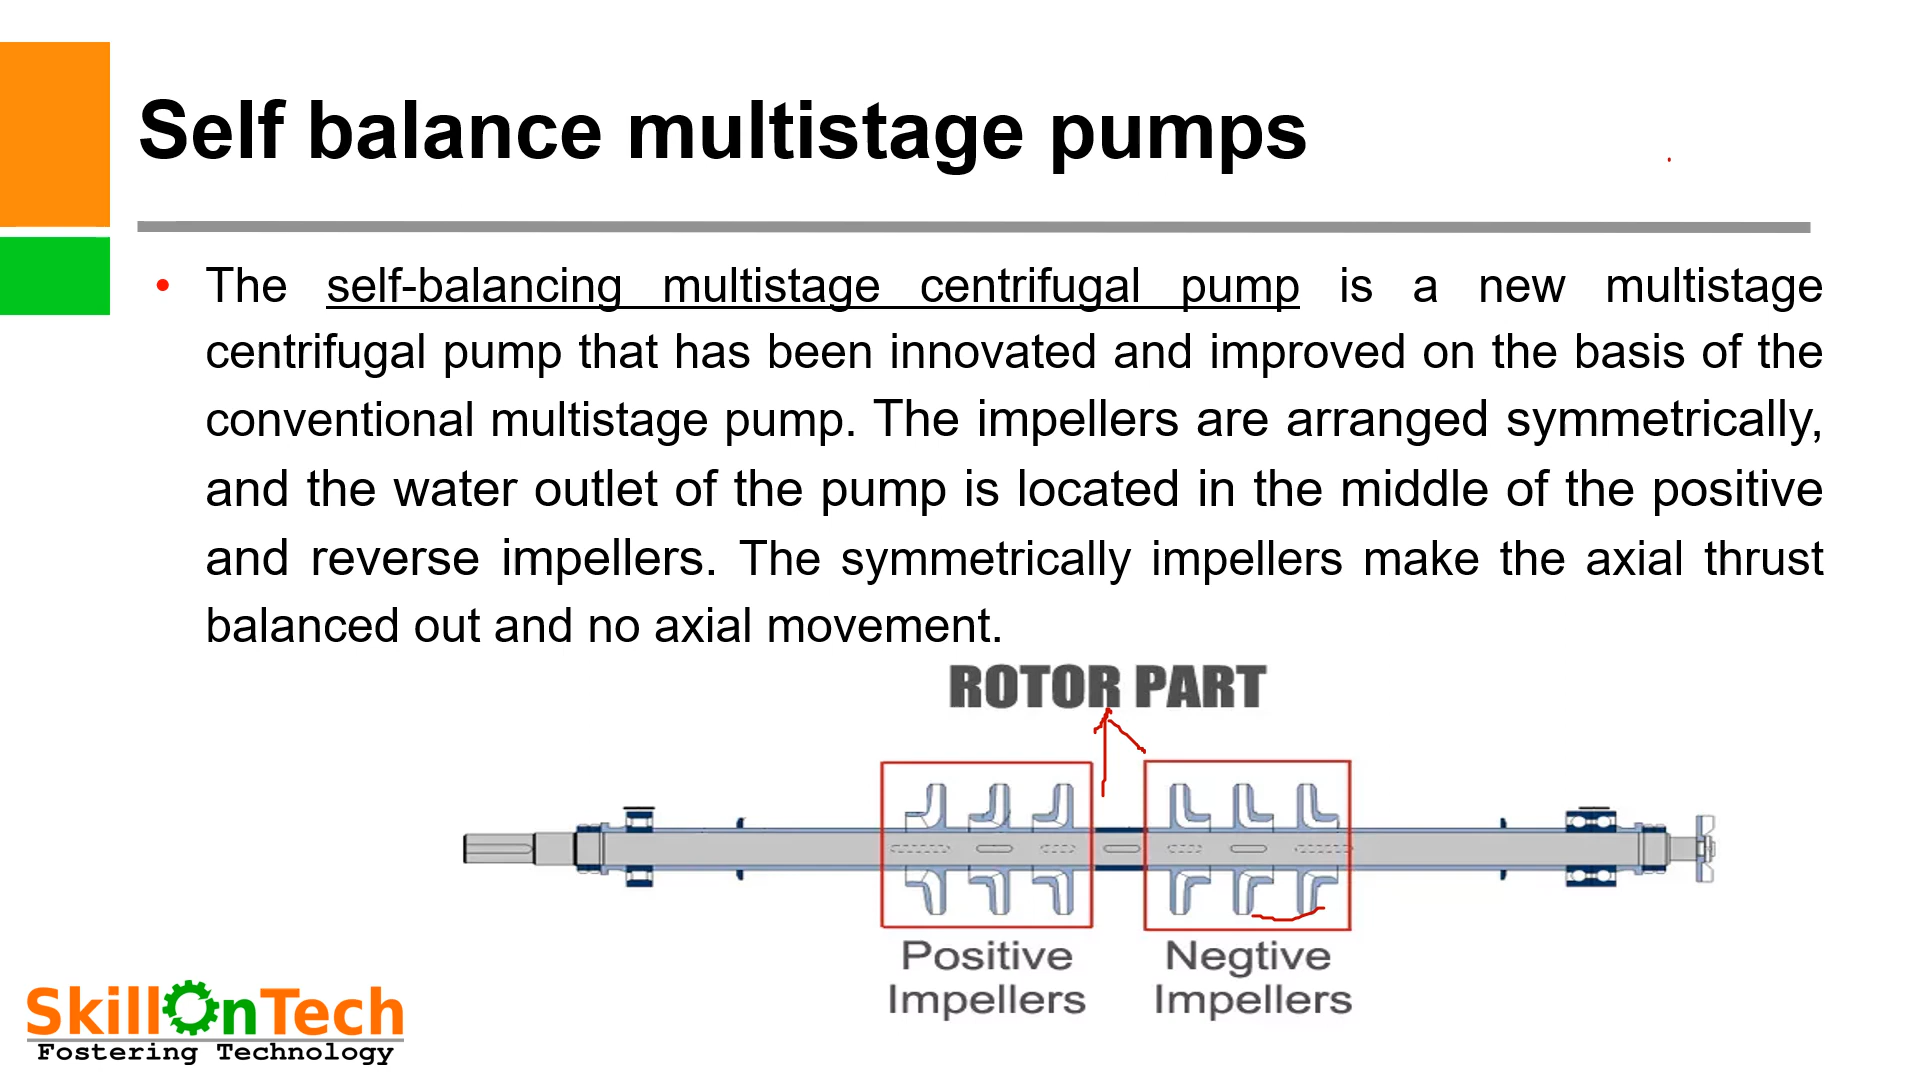 Self balance multistage pumps
• The self-balancing multistage centrifugal pump is a new multistage
centrifugal pump that has been innovated and improved on the basis of the
conventional multistage pump. The impellers are arranged symmetrically,
and the water outlet of the pump is located in the middle of the positive
and reverse impellers. The symmetrically impellers make the axial thrust
balanced out and no axial movement.
ROTOR PART
Positive
Impellers
Negtive
Impellers
SkillOnTech
Fostering Technology